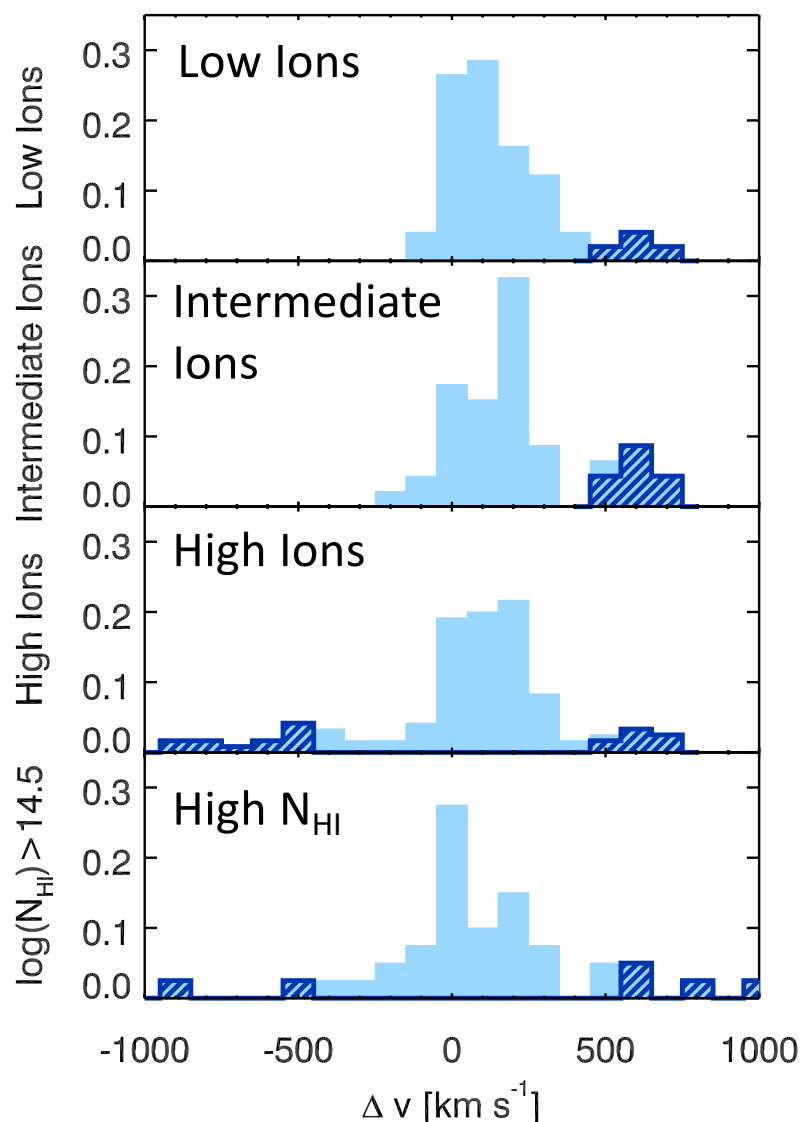 Low Ions
0.3
0.2
0.1
0.0
Low Ions
Intermediate Ions
0.3
0.2
0.1
0.0
Intermediate
Ions
High Ions
0.3
0.2
0.1
0.0
High Ions
log(N_HI) > 14.5
0.3
0.2
0.1
0.0
High N_HI
-1000 -500 0 500 1000
Δ v [km s⁻¹]